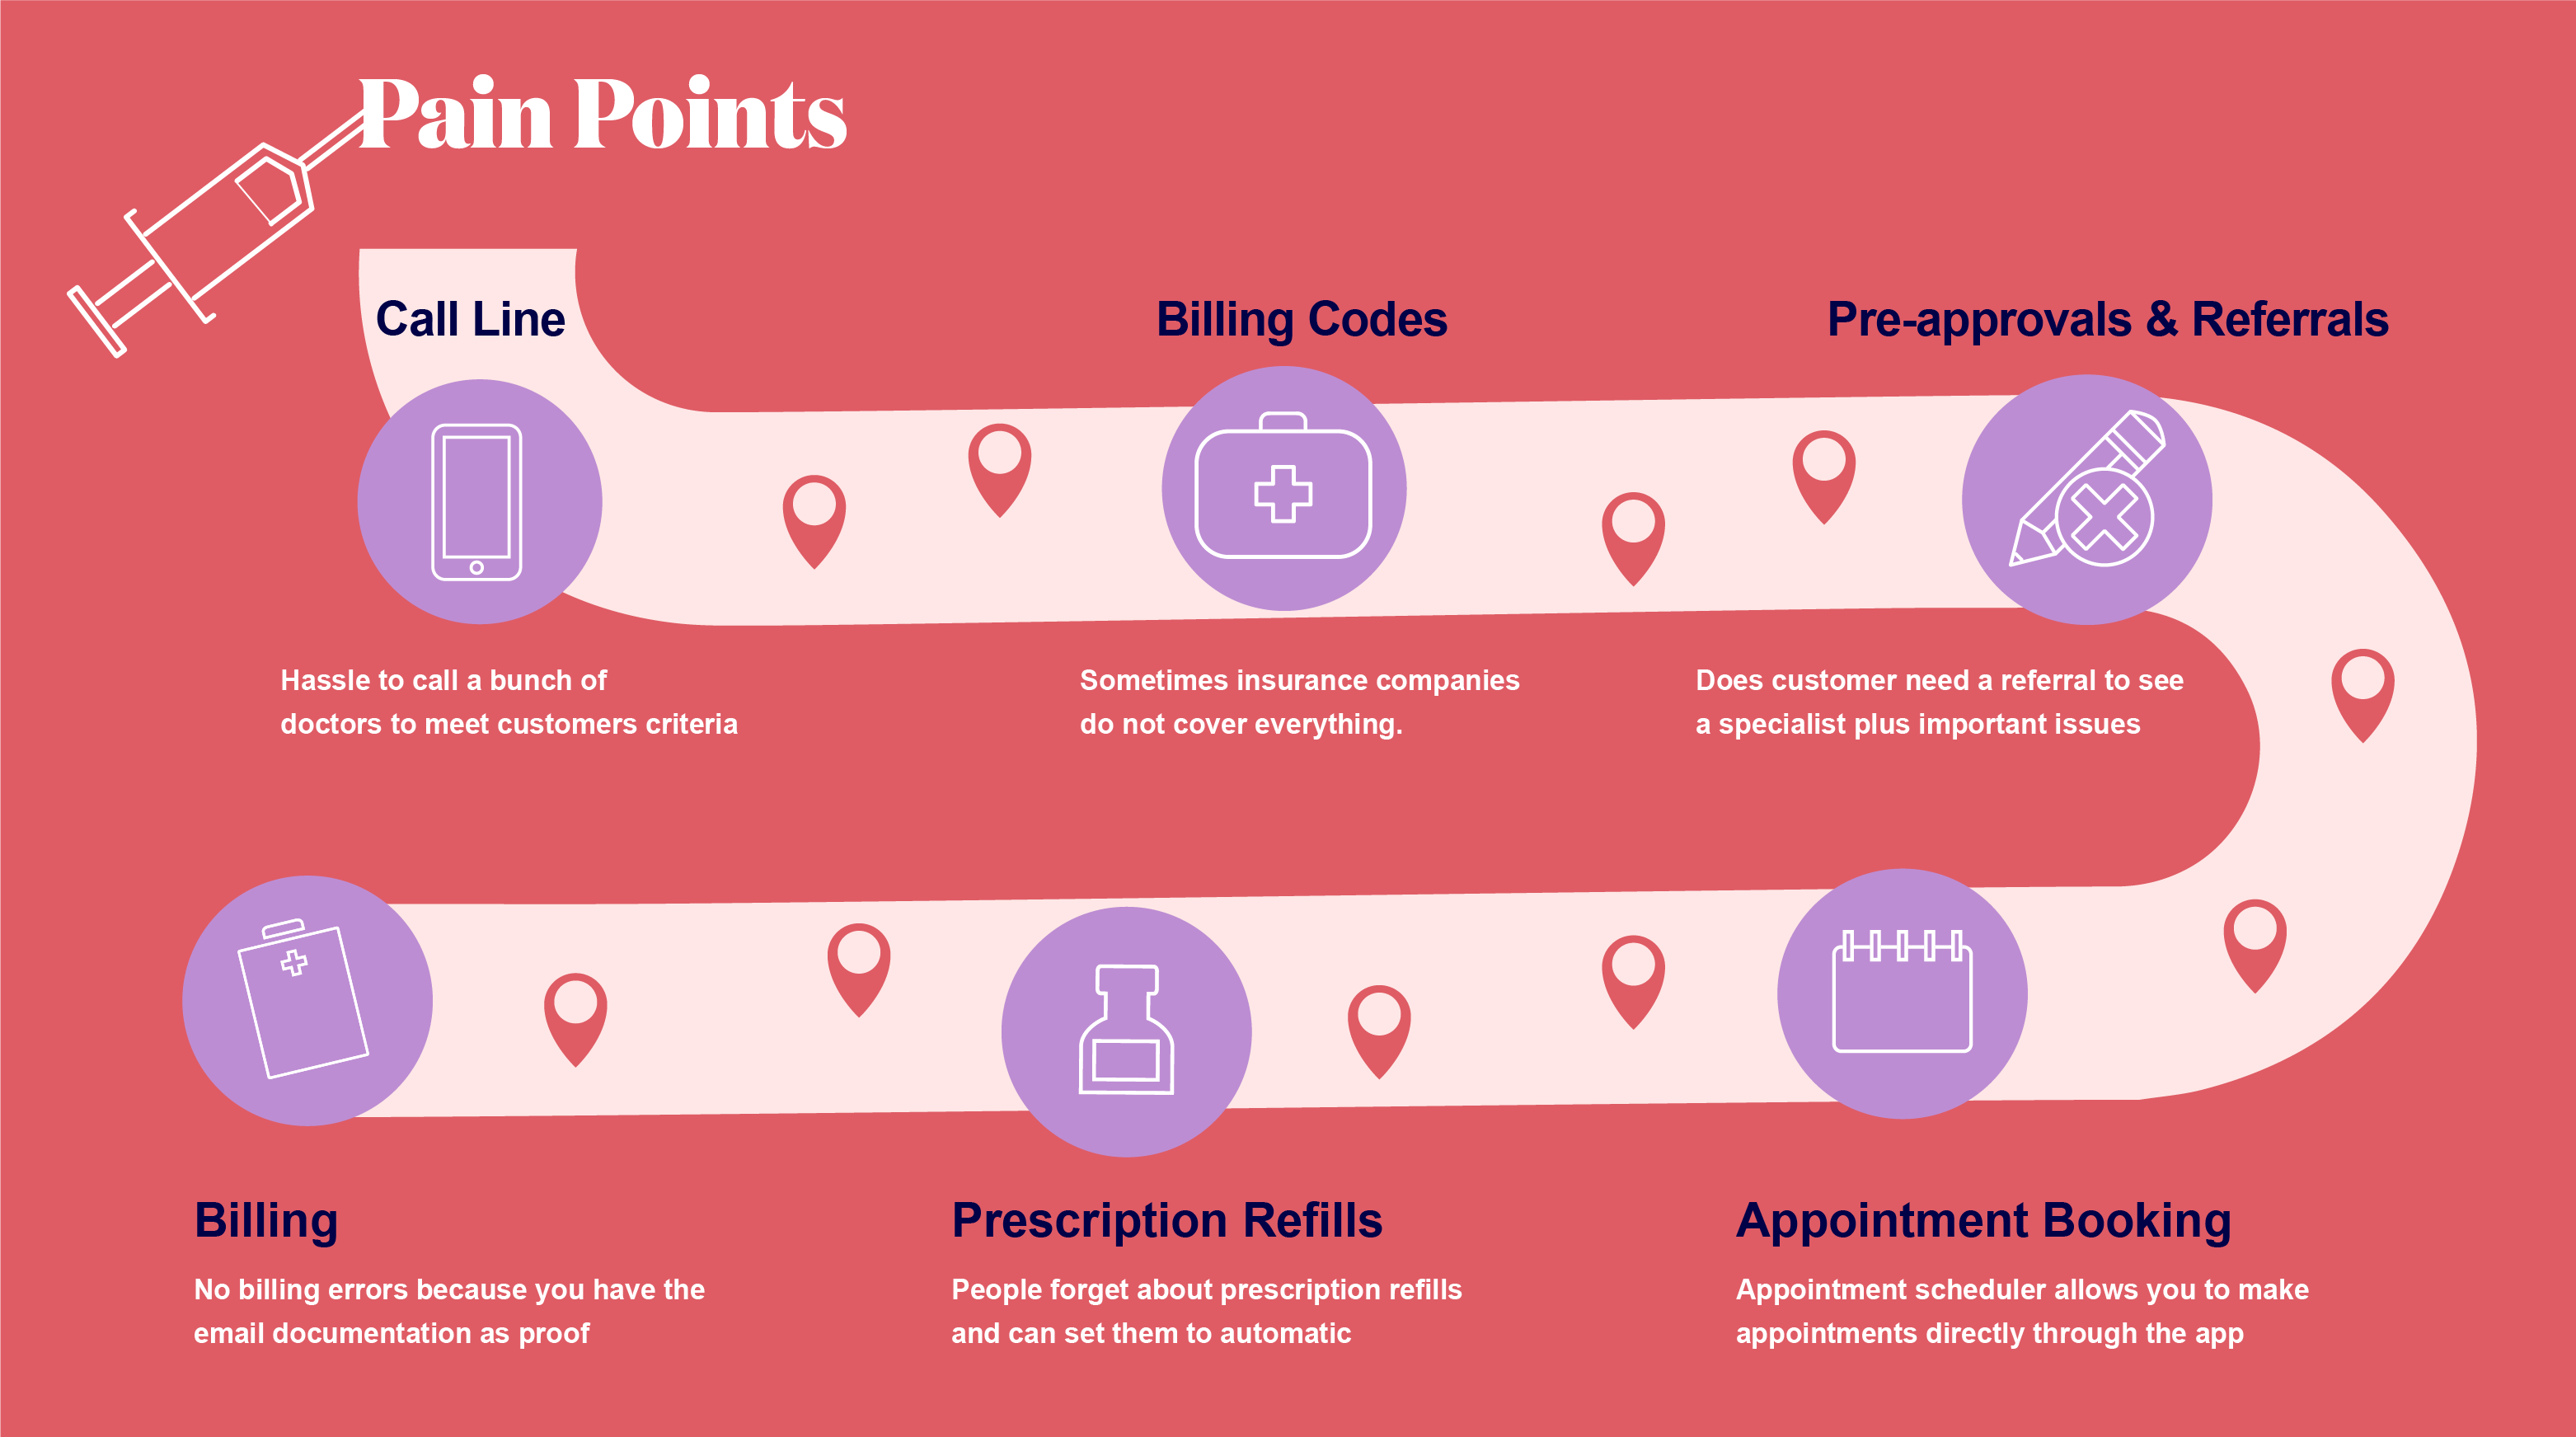 Pain Points
Call Line
Hassle to call a bunch of
doctors to meet customers criteria
Billing Codes
Sometimes insurance companies
do not cover everything.
Pre-approvals & Referrals
Does customer need a referral to see
a specialist plus important issues
Billing
No billing errors because you have the
email documentation as proof
Prescription Refills
People forget about prescription refills
and can set them to automatic
Appointment Booking
Appointment scheduler allows you to make
appointments directly through the app